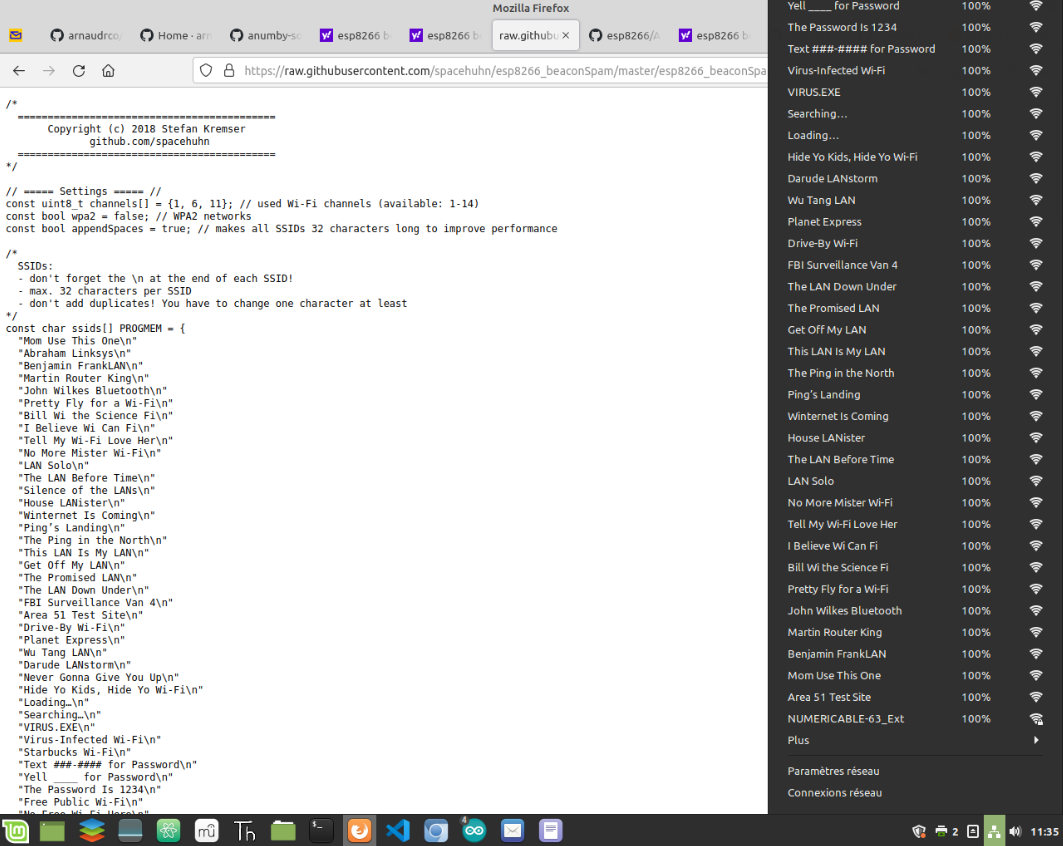 Mozilla Firefox
arnaudrco
Home · arn
anumby-so
esp8266 be
esp8266 be
raw.githubu
esp8266/A
esp8266 be
https://raw.githubusercontent.com/spacehuhn/esp8266_beaconSpam/master/esp8266_beaconSpa
/*
===========================================
Copyright (c) 2018 Stefan Kremser
github.com/spacehuhn
===========================================
*/
// ===== Settings ===== //
const uint8_t channels[] = {1, 6, 11}; // used Wi-Fi channels (available: 1-14)
const bool wpa2 = false; // WPA2 networks
const bool appendSpaces = true; // makes all SSIDs 32 characters long to improve performance
/*
SSIDs:
- don't forget the \n at the end of each SSID!
- max. 32 characters per SSID
- don't add duplicates! You have to change one character at least
*/
const char ssids[] PROGMEM = {
"Mom Use This One\n"
"Abraham Linksys\n"
"Benjamin FrankLAN\n"
"Martin Router King\n"
"John Wilkes Bluetooth\n"
"Pretty Fly for a Wi-Fi\n"
"Bill Wi the Science Fi\n"
"I Believe Wi Can Fi\n"
"Tell My Wi-Fi Love Her\n"
"No More Mister Wi-Fi\n"
"LAN Solo\n"
"The LAN Before Time\n"
"Silence of the LANs\n"
"House LANister\n"
"Winternet Is Coming\n"
"Ping’s Landing\n"
"The Ping in the North\n"
"This LAN Is My LAN\n"
"Get Off My LAN\n"
"The Promised LAN\n"
"The LAN Down Under\n"
"FBI Surveillance Van 4\n"
"Area 51 Test Site\n"
"Drive-By Wi-Fi\n"
"Planet Express\n"
"Wu Tang LAN\n"
"Darude LANstorm\n"
"Never Gonna Give You Up\n"
"Hide Yo Kids, Hide Yo Wi-Fi\n"
"Loading…\n"
"Searching…\n"
"VIRUS.EXE\n"
"Virus-Infected Wi-Fi\n"
"Starbucks Wi-Fi\n"
"Text ###-#### for Password\n"
"Yell ____ for Password\n"
"The Password Is 1234\n"
"Free Public Wi-Fi\n"
"No Free Wi-Fi Here\n"
Yell ____ for Password 100%
The Password Is 1234 100%
Text ###-#### for Password 100%
Virus-Infected Wi-Fi 100%
VIRUS.EXE 100%
Searching… 100%
Loading… 100%
Hide Yo Kids, Hide Yo Wi-Fi 100%
Darude LANstorm 100%
Wu Tang LAN 100%
Planet Express 100%
Drive-By Wi-Fi 100%
FBI Surveillance Van 4 100%
The LAN Down Under 100%
The Promised LAN 100%
Get Off My LAN 100%
This LAN Is My LAN 100%
The Ping in the North 100%
Ping’s Landing 100%
Winternet Is Coming 100%
House LANister 100%
The LAN Before Time 100%
LAN Solo 100%
No More Mister Wi-Fi 100%
Tell My Wi-Fi Love Her 100%
I Believe Wi Can Fi 100%
Bill Wi the Science Fi 100%
Pretty Fly for a Wi-Fi 100%
John Wilkes Bluetooth 100%
Martin Router King 100%
Benjamin FrankLAN 100%
Mom Use This One 100%
Area 51 Test Site 100%
NUMERICABLE-63_Ext 100%
Plus
Paramètres réseau
Connexions réseau
mū
Th
4
2
11:35